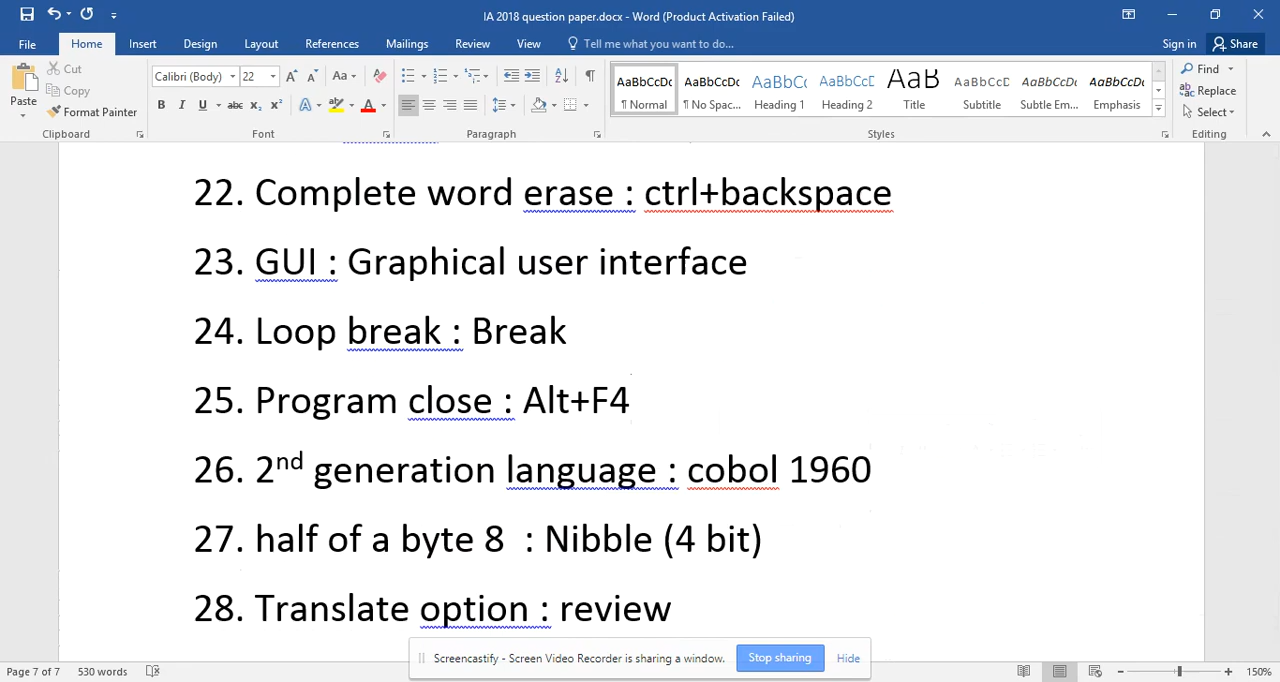 IA 2018 question paper.docx - Word (Product Activation Failed)
File Home Insert Design Layout References Mailings Review View Tell me what you want to do... Sign in Share
Cut
Copy
Format Painter
Paste
Calibri (Body) 22
AaBbCcDc AaBbCcDc AaBbCc AaBbCcE AaB AaBbCcD AaBbCcDc AaBbCcDc
¶ Normal ¶ No Spac... Heading 1 Heading 2 Title Subtitle Subtle Em... Emphasis
Find
Replace
Select
Clipboard Font Paragraph Styles Editing
22. Complete word erase : ctrl+backspace
23. GUI : Graphical user interface
24. Loop break : Break
25. Program close : Alt+F4
26. 2nd generation language : cobol 1960
27. half of a byte 8 : Nibble (4 bit)
28. Translate option : review
Screencastify - Screen Video Recorder is sharing a window. Stop sharing Hide
Page 7 of 7 530 words 150%